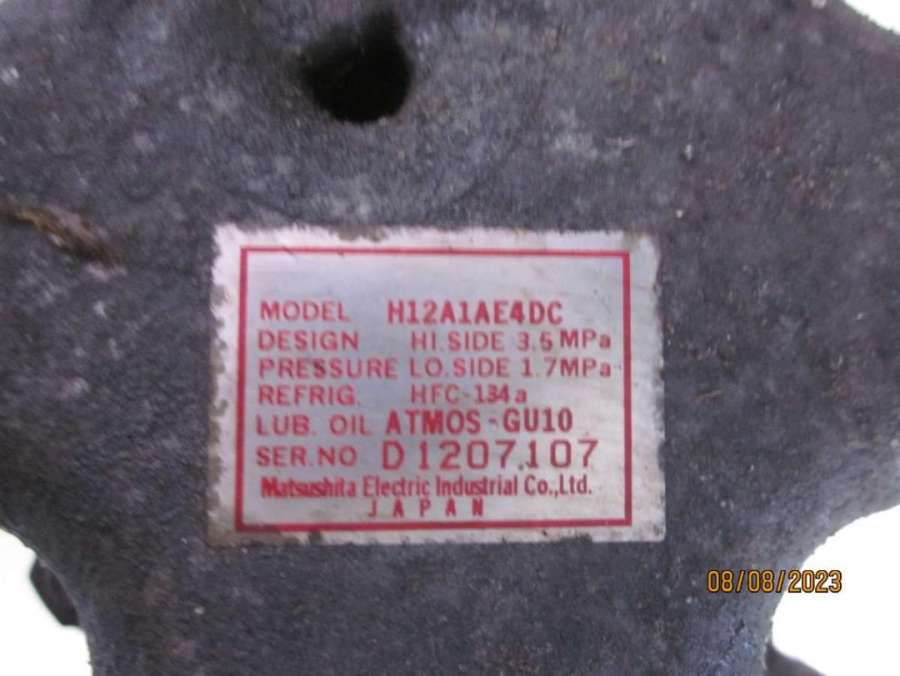 MODEL H12A1AE4DC
DESIGN HI.SIDE 3.5 MPa
PRESSURE LO.SIDE 1.7MPa
REFRIG. HFC-134a
LUB. OIL ATMOS-GU10
SER.NO D1207107
Matsushita Electric Industrial Co.,Ltd.
JAPAN
08/08/2023